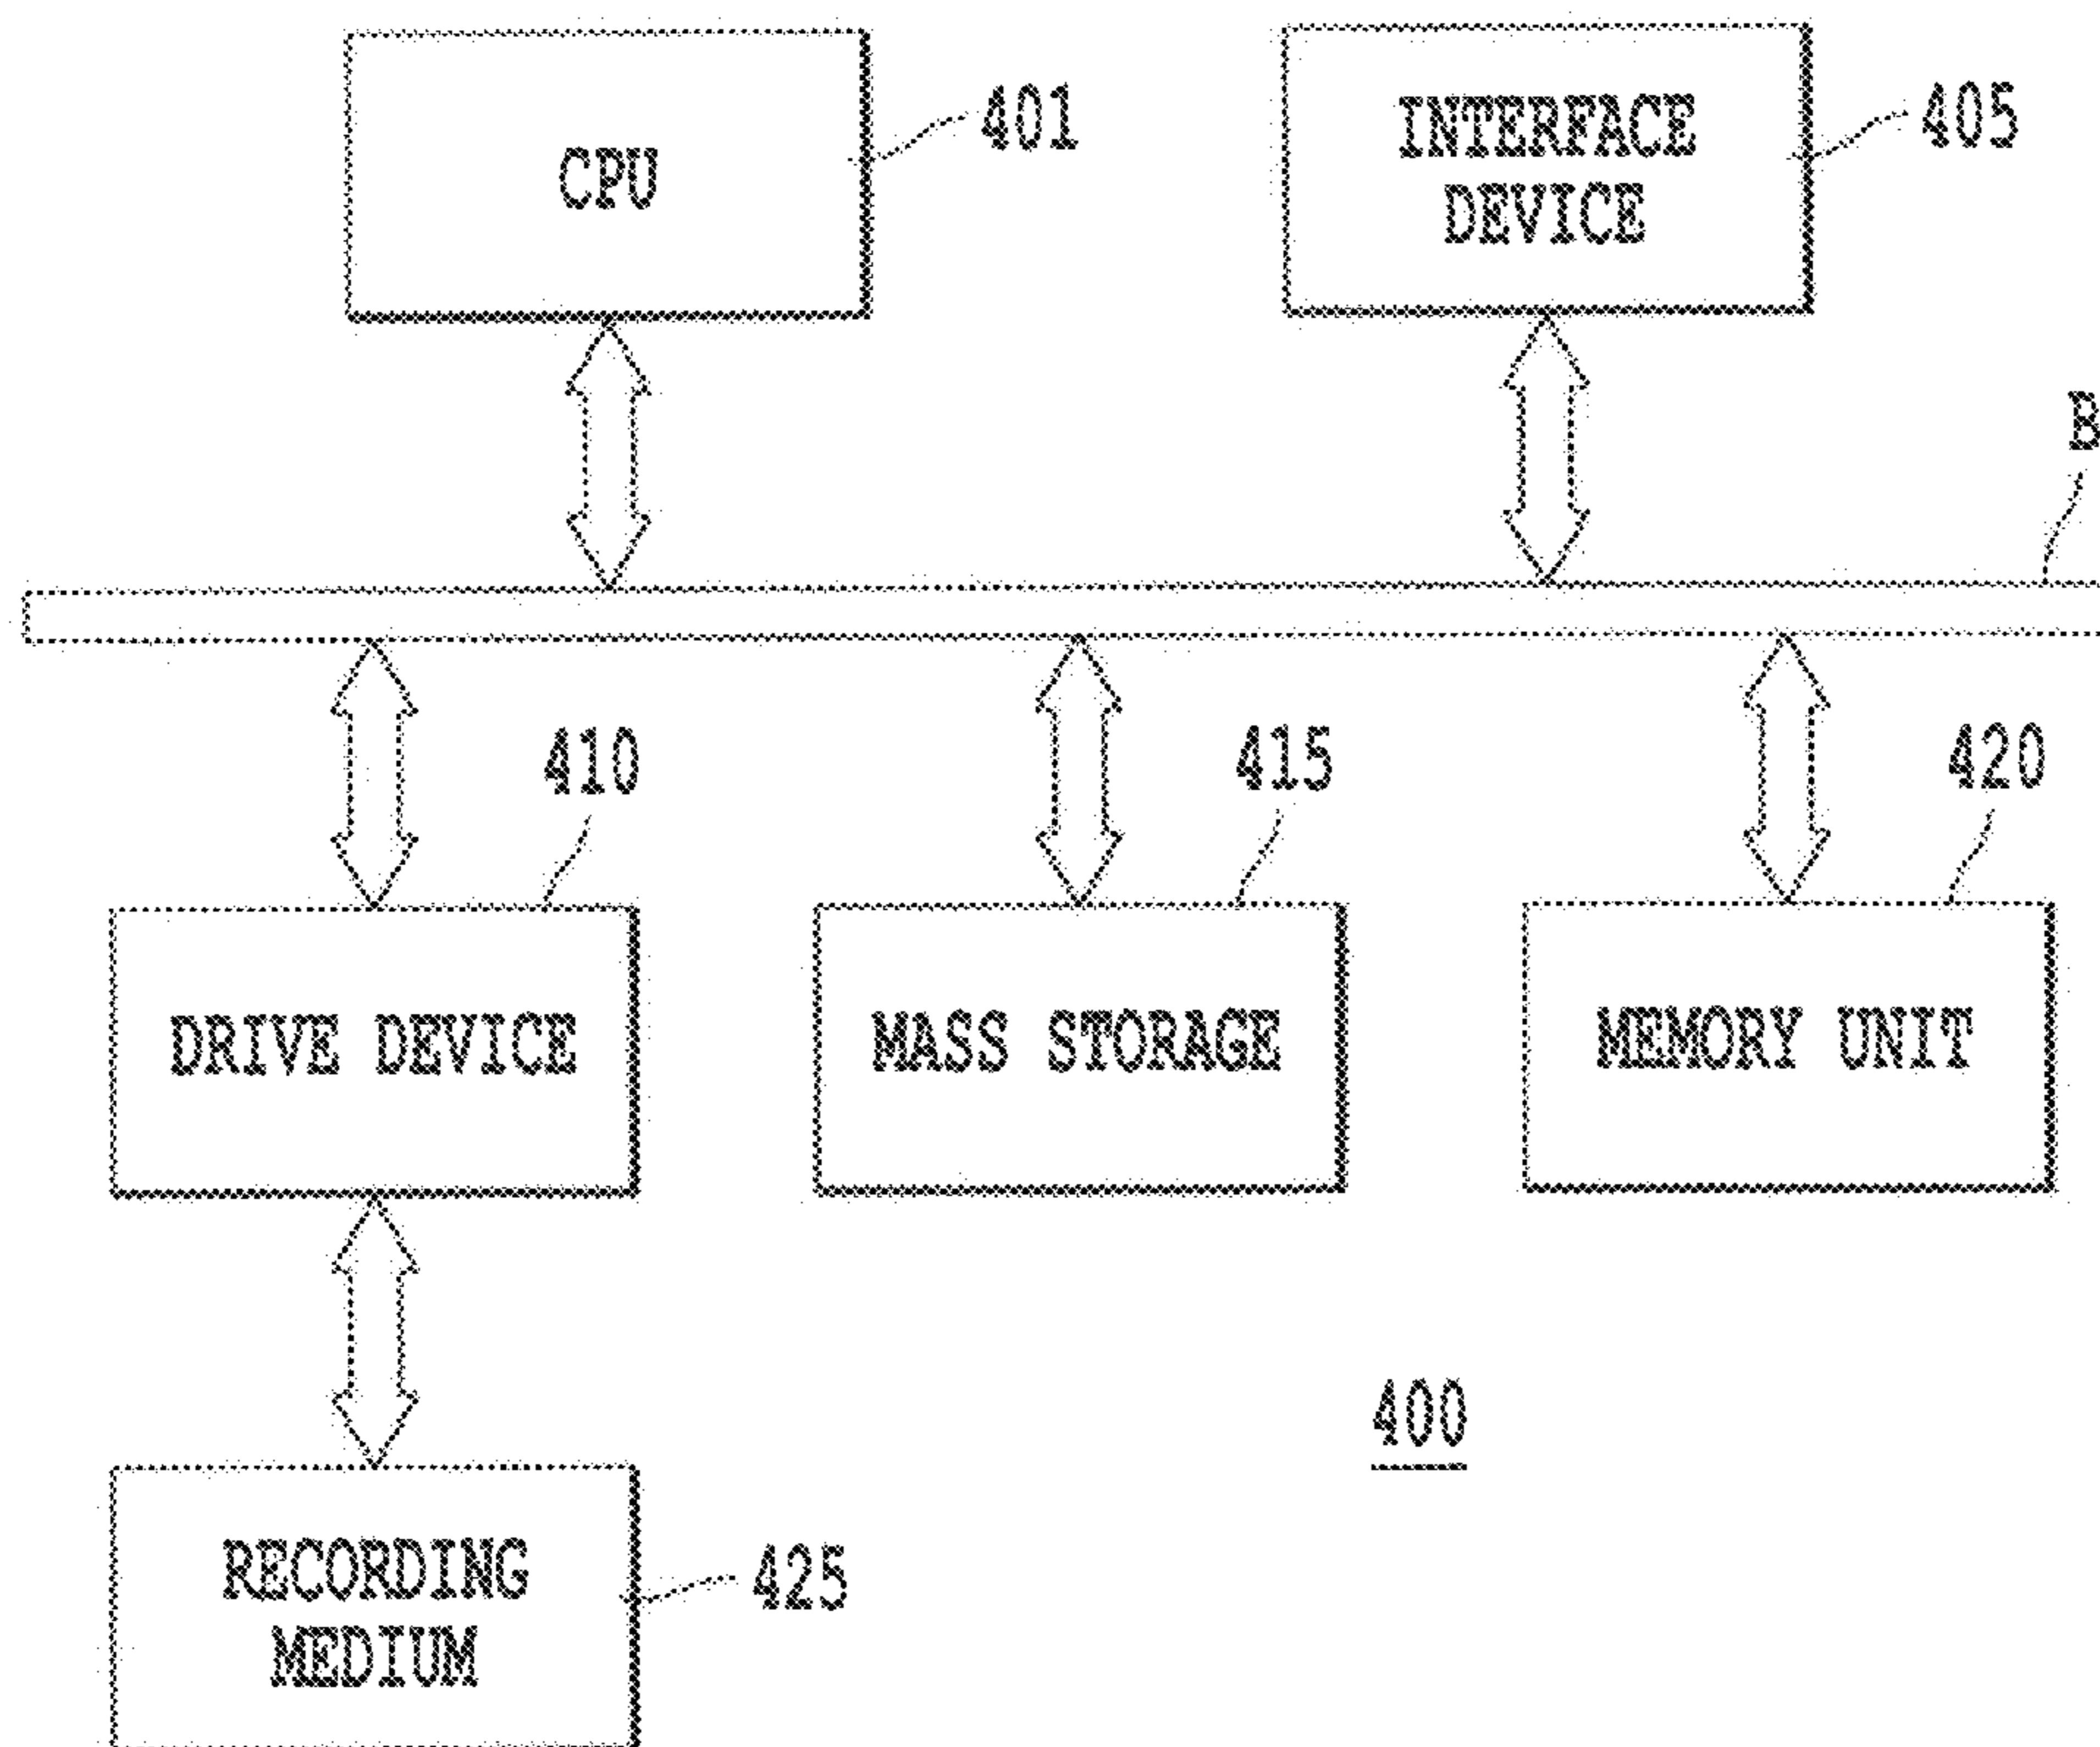 CPU
401
INTERFACE
DEVICE
405
B
410
415
420
DRIVE DEVICE
MASS STORAGE
MEMORY UNIT
400
RECORDING
MEDIUM
425